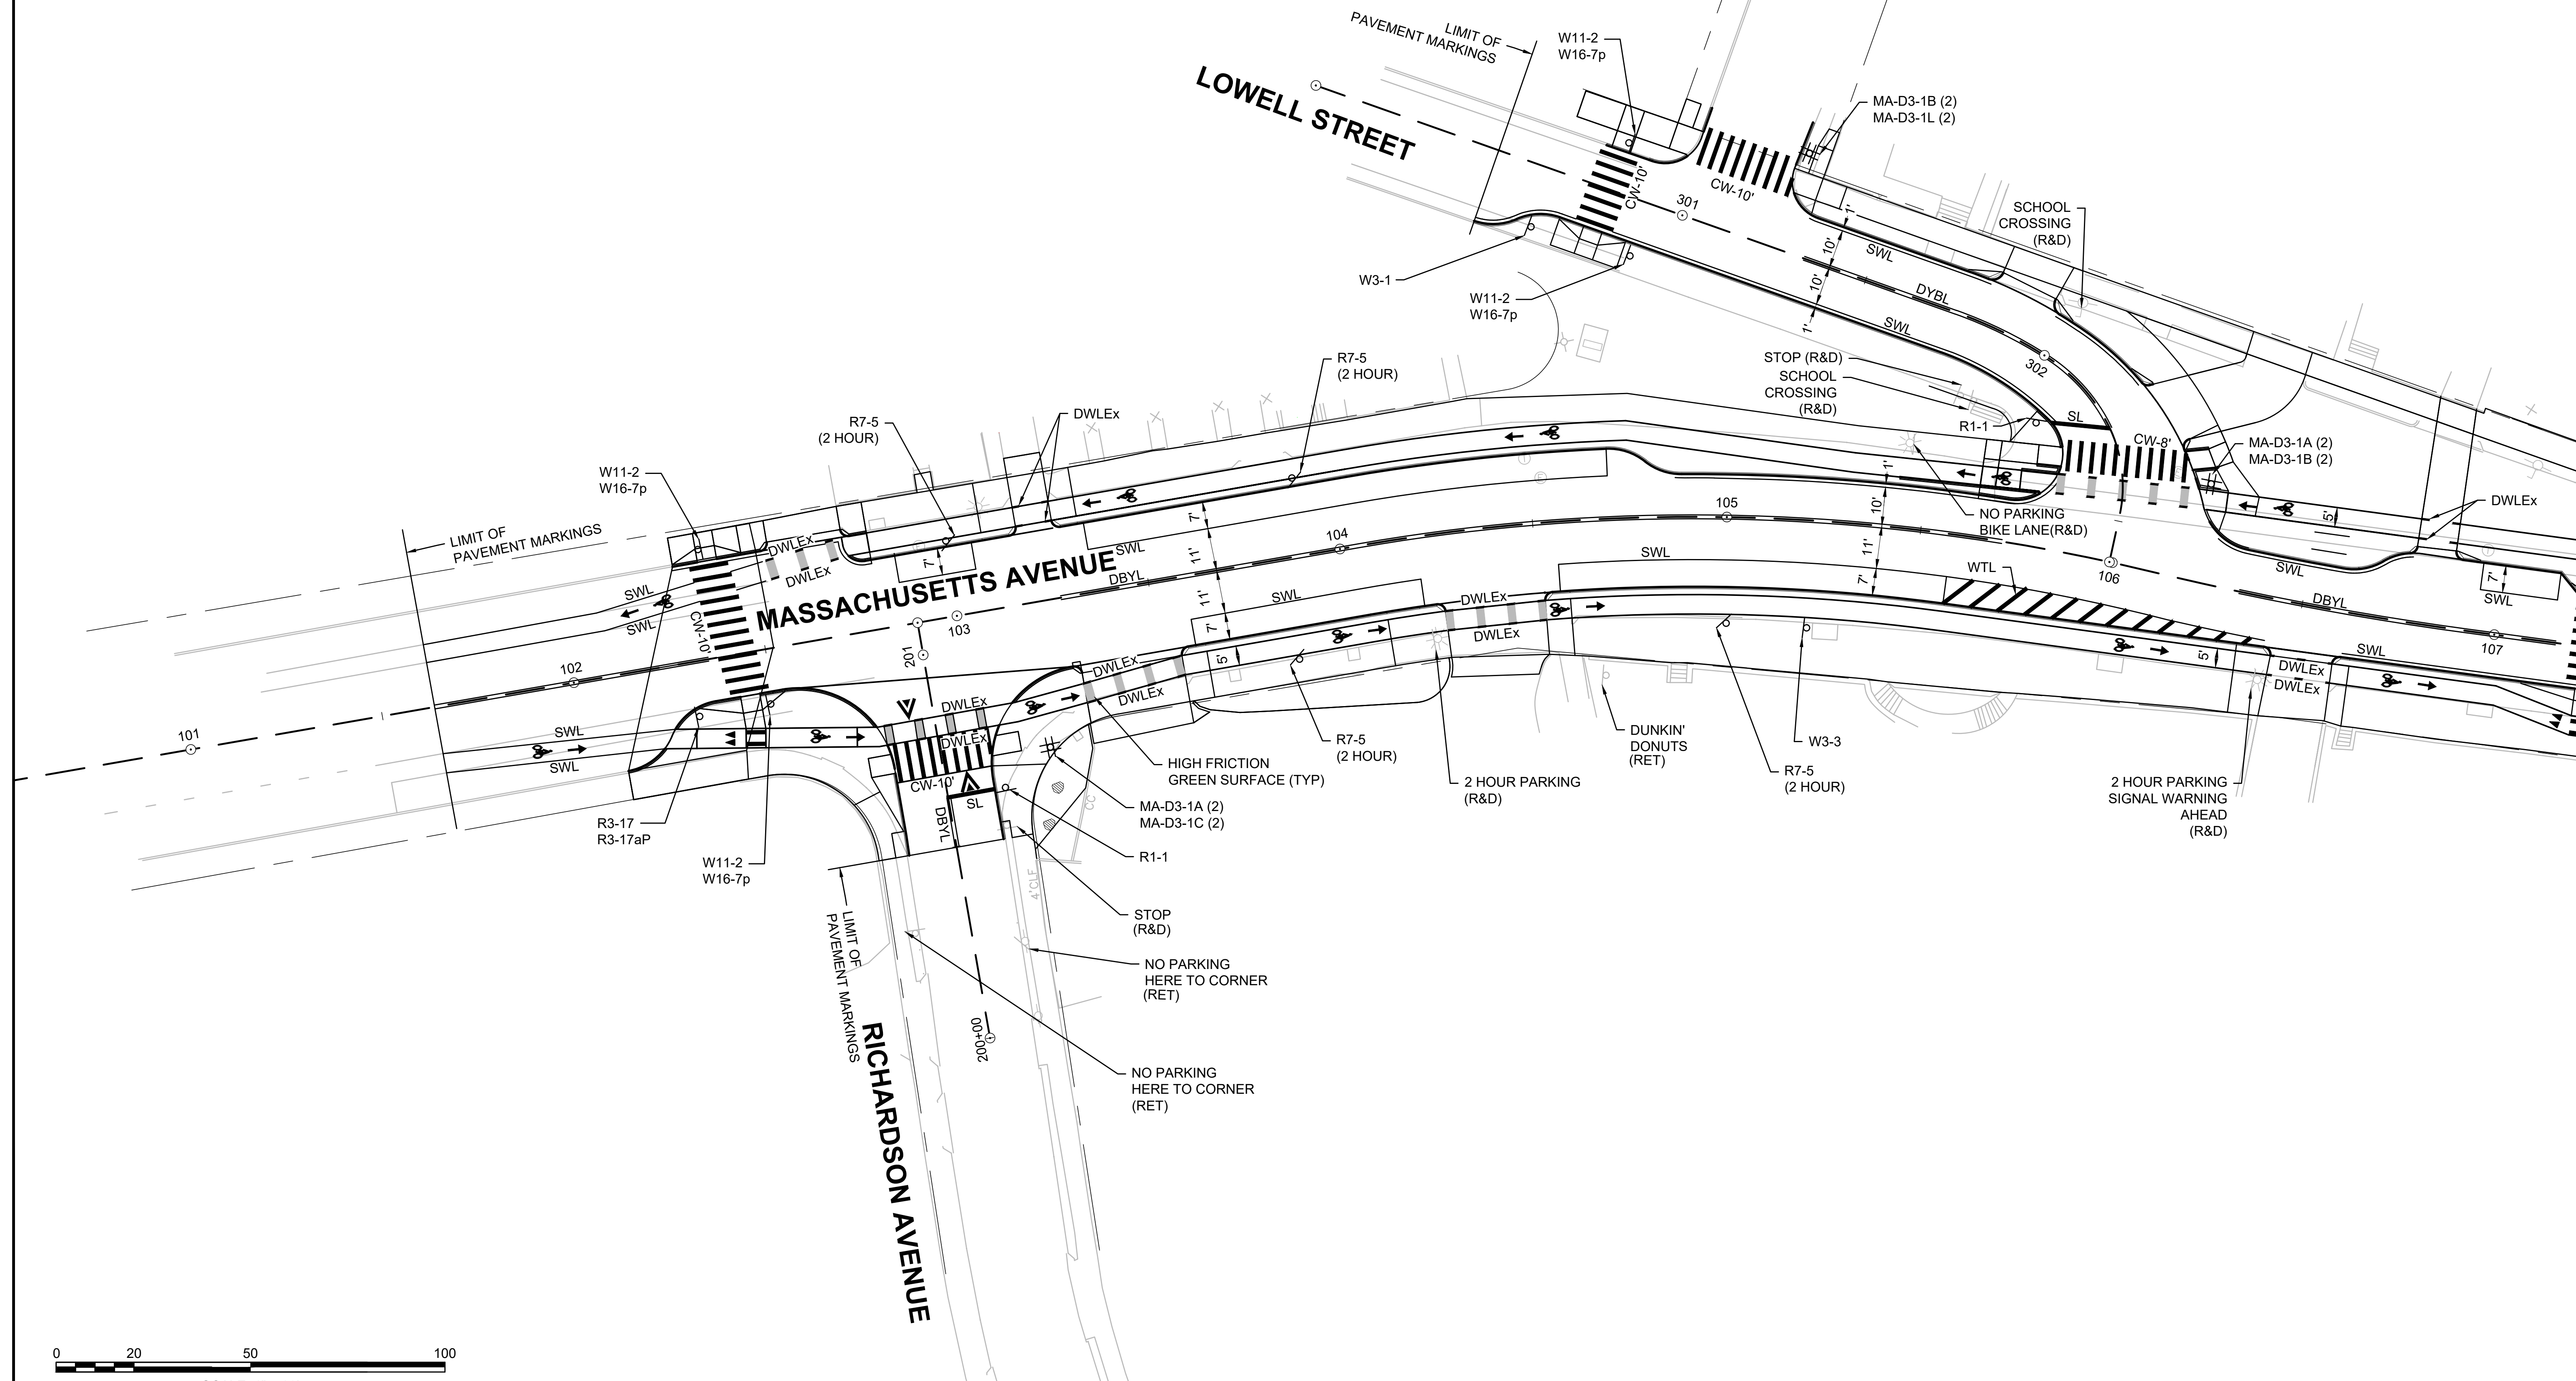 LIMIT OF
PAVEMENT MARKINGS
W11-2
W16-7p
LOWELL STREET
MA-D3-1B (2)
MA-D3-1L (2)
CW-10'
CW-10'
301
SCHOOL
CROSSING
(R&D)
1'
10'
10'
1'
SWL
W3-1
W11-2
W16-7p
DYBL
SWL
302
STOP (R&D)
SCHOOL
CROSSING
(R&D)
R1-1
SL
CW-8'
MA-D3-1A (2)
MA-D3-1B (2)
R7-5
(2 HOUR)
R7-5
(2 HOUR)
DWLEx
W11-2
W16-7p
LIMIT OF
PAVEMENT MARKINGS
DWLEx
DWLEx
7'
MASSACHUSETTS AVENUE
SWL
7'
11'
11'
7'
104
105
1'
10'
11'
7'
NO PARKING
BIKE LANE(R&D)
5'
DWLEx
SWL
SWL
CW-10'
DBYL
SWL
SWL
WTL
106
SWL
7'
SWL
DBYL
107
101
102
103
201
SWL
SWL
DWLEx
DWLEx
DWLEx
DWLEx
5'
DWLEx
DWLEx
5'
SWL
DWLEx
DWLEx
CW-10'
SL
DBYL
HIGH FRICTION
GREEN SURFACE (TYP)
MA-D3-1A (2)
MA-D3-1C (2)
CC
R1-1
R7-5
(2 HOUR)
2 HOUR PARKING
(R&D)
DUNKIN'
DONUTS
(RET)
W3-3
R7-5
(2 HOUR)
2 HOUR PARKING
SIGNAL WARNING
AHEAD
(R&D)
R3-17
R3-17aP
W11-2
W16-7p
4'CLF
STOP
(R&D)
LIMIT OF
PAVEMENT MARKINGS
NO PARKING
HERE TO CORNER
(RET)
200+00
NO PARKING
HERE TO CORNER
(RET)
RICHARDSON AVENUE
0 20 50 100